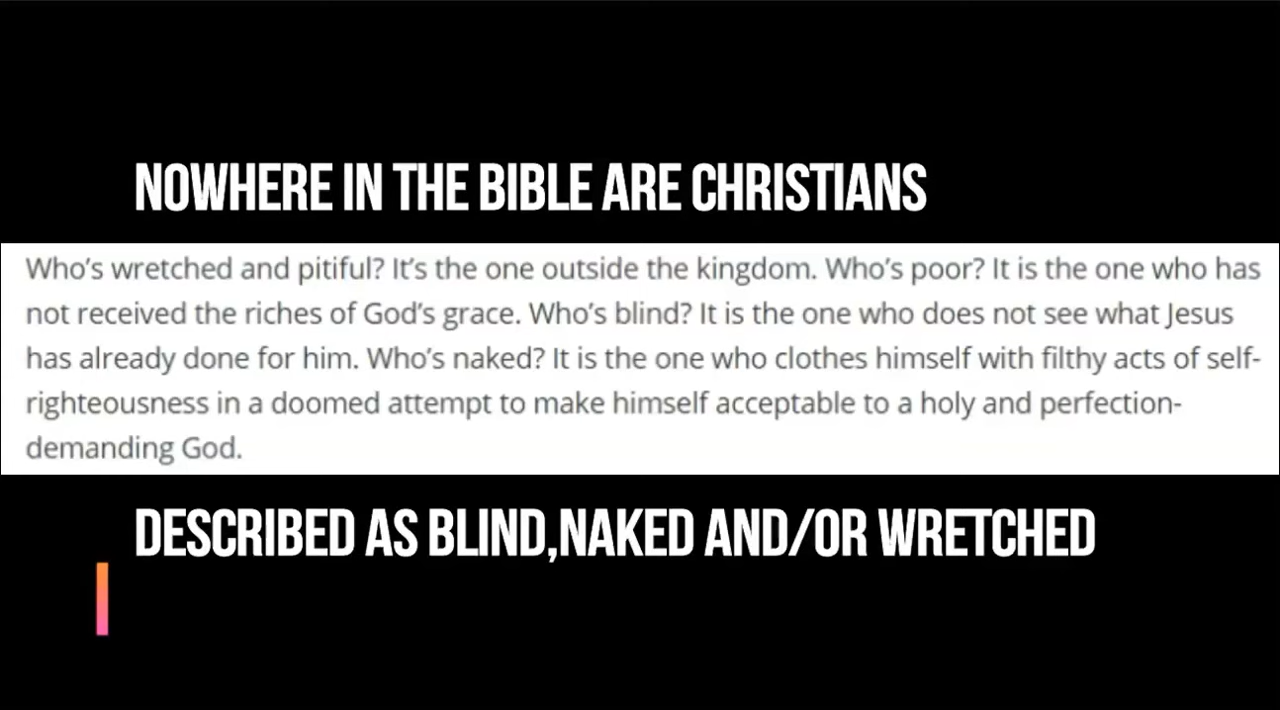 NOWHERE IN THE BIBLE ARE CHRISTIANS
Who's wretched and pitiful? It's the one outside the kingdom. Who's poor? It is the one who has
not received the riches of God's grace. Who's blind? It is the one who does not see what Jesus
has already done for him. Who's naked? It is the one who clothes himself with filthy acts of self-
righteousness in a doomed attempt to make himself acceptable to a holy and perfection-
demanding God.
DESCRIBED AS BLIND,NAKED AND/OR WRETCHED